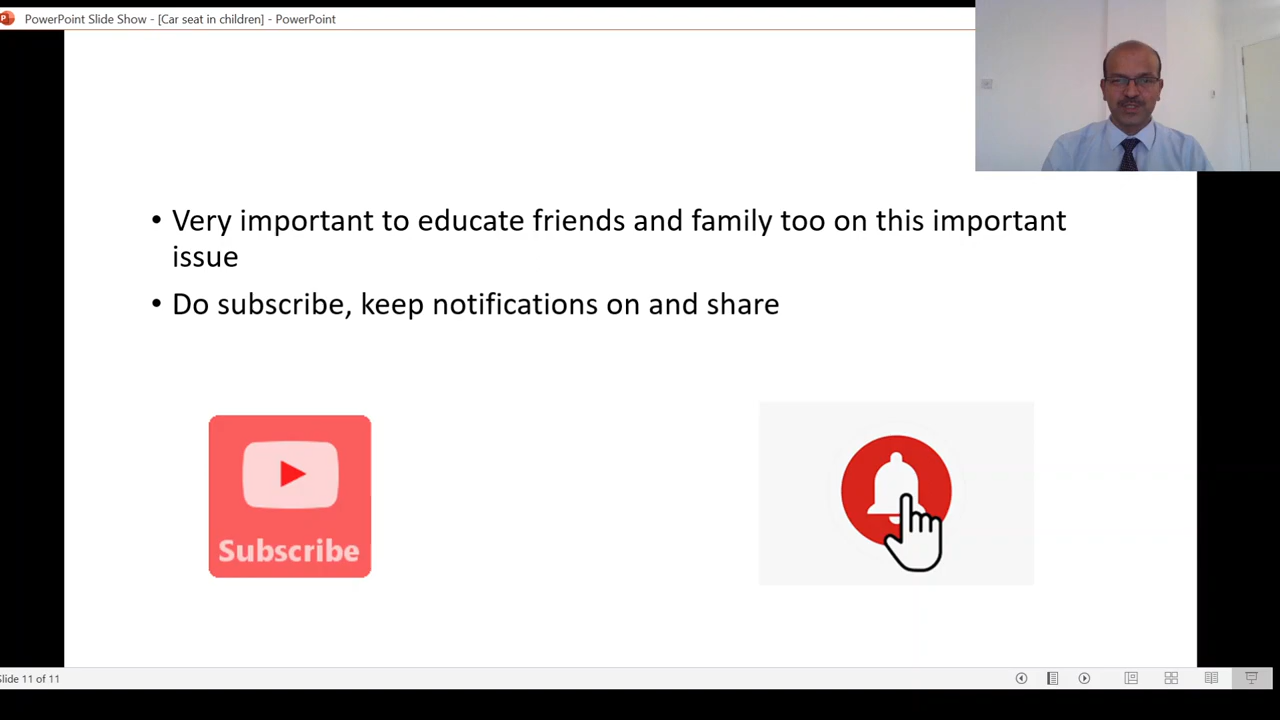 PowerPoint Slide Show - [Car seat in children] - PowerPoint
• Very important to educate friends and family too on this important
issue
• Do subscribe, keep notifications on and share
Subscribe
Slide 11 of 11